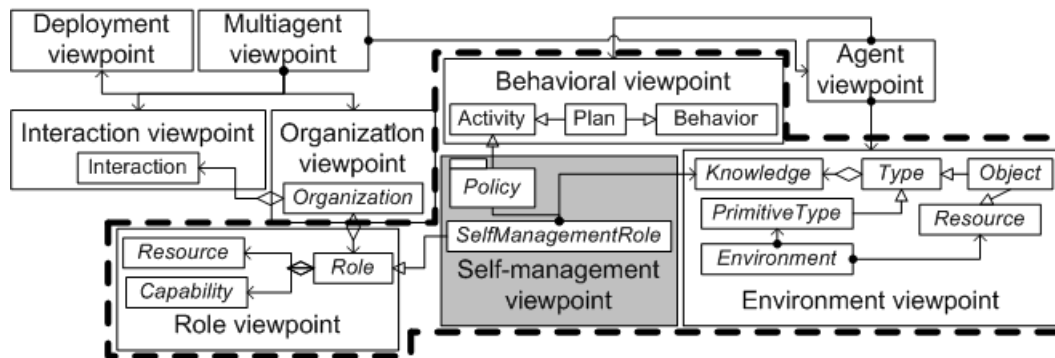 Deployment
viewpoint
Multiagent
viewpoint
Agent
viewpoint
Behavioral viewpoint
Activity
Plan
Behavior
Interaction viewpoint
Interaction
Organization
viewpoint
Organization
Policy
SelfManagementRole
Self-management
viewpoint
Knowledge
Type
Object
PrimitiveType
Resource
Environment
Environment viewpoint
Resource
Role
Capability
Role viewpoint